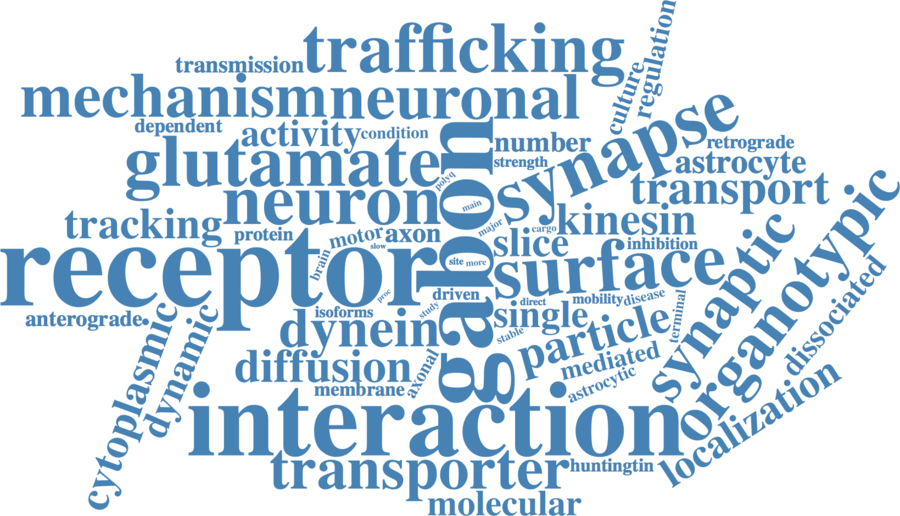 trafficking
transmission
culture
regulation
mechanism
neuronal
dependent
activity
condition
number
synapse
retrograde
glutamate
strength
astrocyte
polyq
transport
neuron
main
gabon
tracking
protein
motor
axon
slow
major
cargo
kinesin
slice
inhibition
receptor
brain
site
more
surface
synaptic
organotypic
proc
driven
direct
mobility
disease
terminal
dissociated
anterograde
isoforms
study
single
dynein
stable
particle
cytoplasmic
dynamic
diffusion
axonal
mediated
membrane
astrocytic
interaction
localization
transporter
huntingtin
molecular